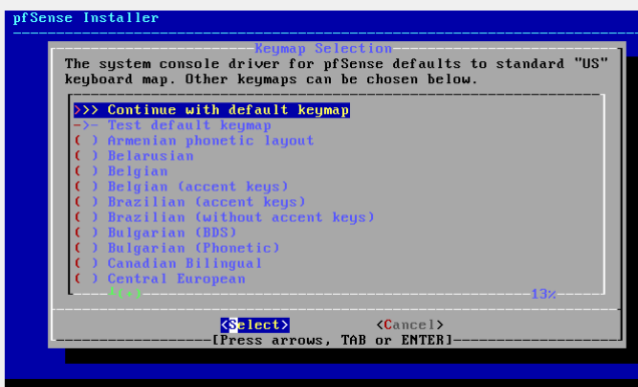 pfSense Installer
Keymap Selection
The system console driver for pfSense defaults to standard "US"
keyboard map. Other keymaps can be chosen below.
>>> Continue with default keymap
->- Test default keymap
( ) Armenian phonetic layout
( ) Belarusian
( ) Belgian
( ) Belgian (accent keys)
( ) Brazilian (accent keys)
( ) Brazilian (without accent keys)
( ) Bulgarian (BDS)
( ) Bulgarian (Phonetic)
( ) Canadian Bilingual
( ) Central European
13%
<Select> <Cancel>
[Press arrows, TAB or ENTER]